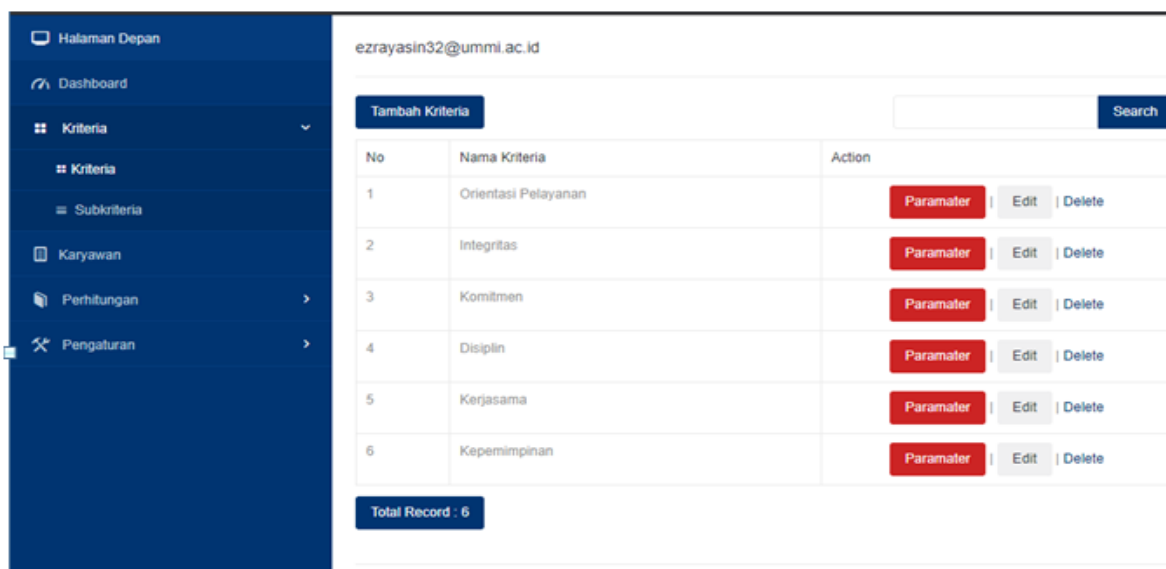 Halaman Depan
Dashboard
Kriteria
Kriteria
Subkriteria
Karyawan
Perhitungan
Pengaturan
ezrayasin32@ummi.ac.id
Tambah Kriteria
Search
No Nama Kriteria Action
1 Orientasi Pelayanan Paramater | Edit | Delete
2 Integritas Paramater | Edit | Delete
3 Komitmen Paramater | Edit | Delete
4 Disiplin Paramater | Edit | Delete
5 Kerjasama Paramater | Edit | Delete
6 Kepemimpinan Paramater | Edit | Delete
Total Record : 6